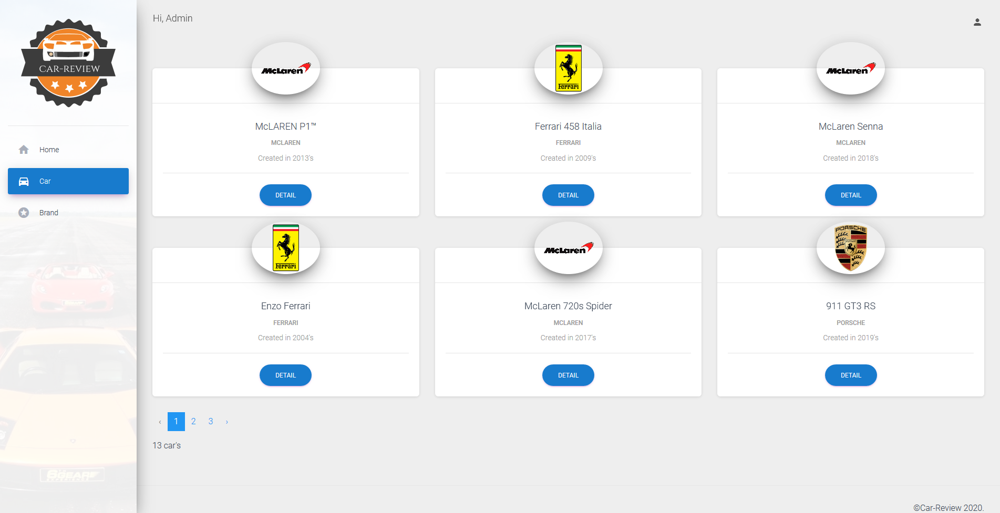 CAR-REVIEW
Home
Car
Brand
6GEAR
EXPERIENCE
Hi, Admin
McLaren
McLAREN P1™
MCLAREN
Created in 2013's
DETAIL
Ferrari
Ferrari 458 Italia
FERRARI
Created in 2009's
DETAIL
McLaren
McLaren Senna
MCLAREN
Created in 2018's
DETAIL
Ferrari
Enzo Ferrari
FERRARI
Created in 2004's
DETAIL
McLaren
McLaren 720s Spider
MCLAREN
Created in 2017's
DETAIL
PORSCHE
911 GT3 RS
PORSCHE
Created in 2019's
DETAIL
‹ 1 2 3 ›
13 car's
©Car-Review 2020.